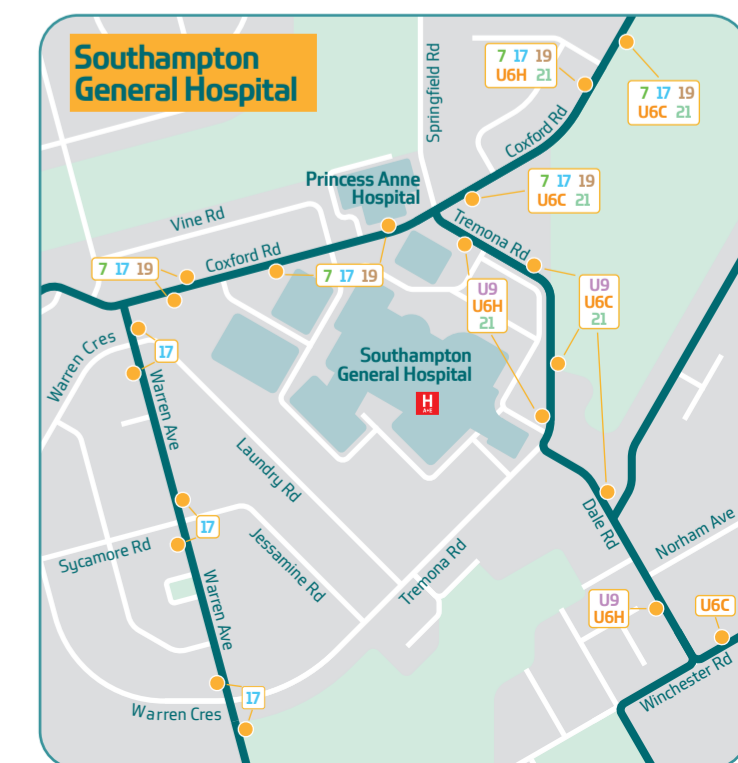 Southampton
General Hospital
Springfield Rd
7 17 19
U6H 21
7 17 19
U6C 21
Coxford Rd
Princess Anne
Hospital
7 17 19
U6C 21
Vine Rd
Tremona Rd
Coxford Rd
7 17 19
7 17 19
U9
U6H
21
U9
U6C
21
Warren Cres
17
Southampton
General Hospital
H
A+E
Warren Ave
Laundry Rd
17
Dale Rd
Sycamore Rd
Jessamine Rd
Norham Ave
Tremona Rd
Warren Ave
U9
U6H
U6C
Winchester Rd
17
Warren Cres